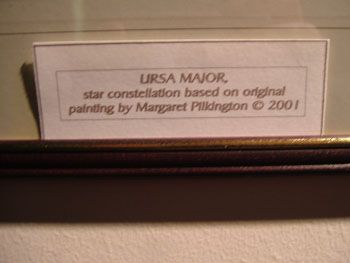 URSA MAJOR,
star constellation based on original
painting by Margaret Pilkington © 2001